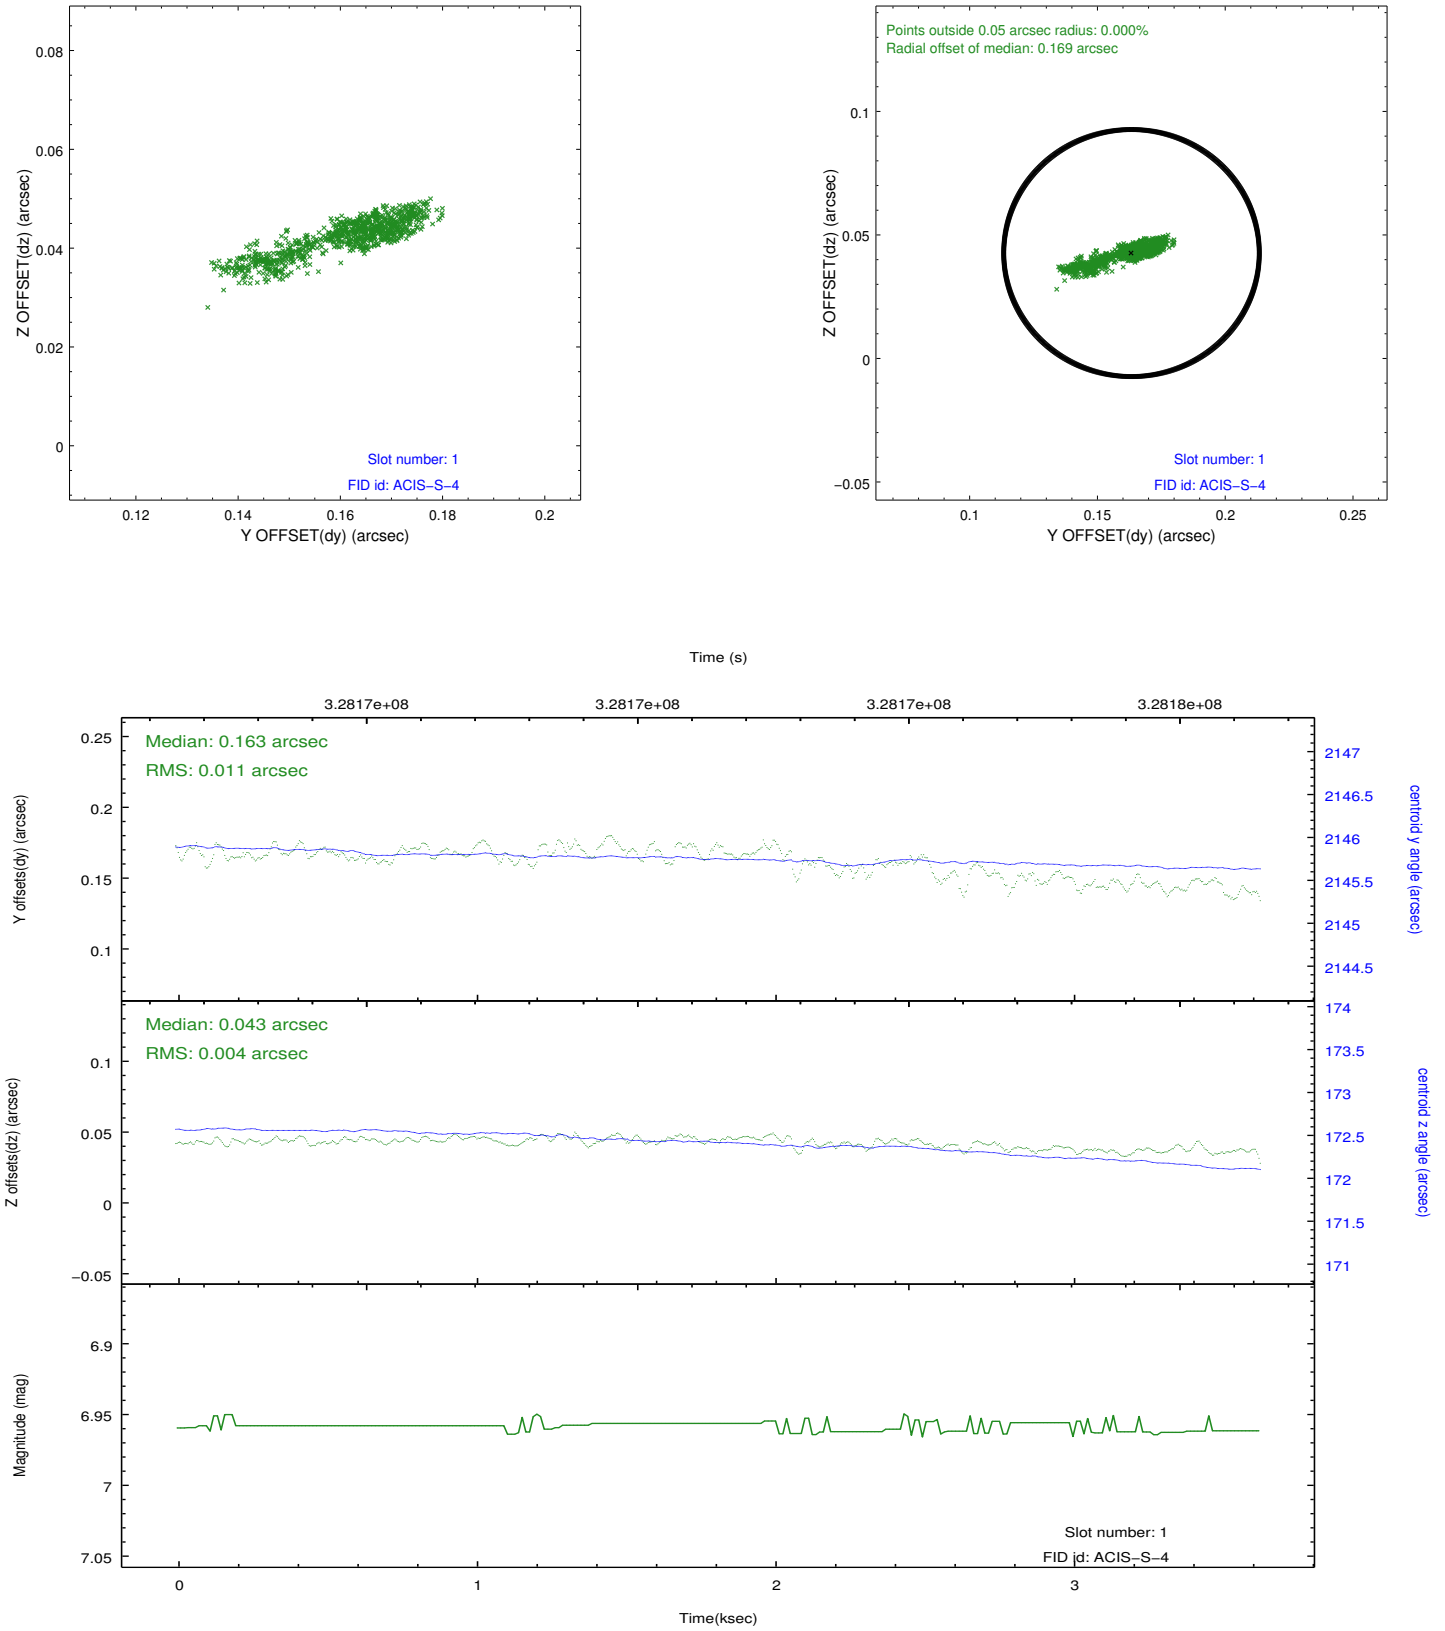 0.08
0.06
0.04
0.02
0
Z OFFSET(dz) (arcsec)
Slot number: 1
FID id: ACIS−S−4
0.12 0.14 0.16 0.18 0.2
Y OFFSET(dy) (arcsec)
Points outside 0.05 arcsec radius: 0.000%
Radial offset of median: 0.169 arcsec
0.1
0.05
0
−0.05
Z OFFSET(dz) (arcsec)
Slot number: 1
FID id: ACIS−S−4
0.1 0.15 0.2 0.25
Y OFFSET(dy) (arcsec)
Time (s)
3.2817e+08 3.2817e+08 3.2817e+08 3.2818e+08
Median: 0.163 arcsec
RMS: 0.011 arcsec
0.25
0.2
0.15
0.1
Y offsets(dy) (arcsec)
2147
2146.5
2146
2145.5
2145
2144.5
centroid y angle (arcsec)
Median: 0.043 arcsec
RMS: 0.004 arcsec
0.1
0.05
0
−0.05
Z offsets(dz) (arcsec)
174
173.5
173
172.5
172
171.5
171
centroid z angle (arcsec)
6.9
6.95
7
7.05
Magnitude (mag)
Slot number: 1
FID id: ACIS−S−4
0 1 2 3
Time(ksec)